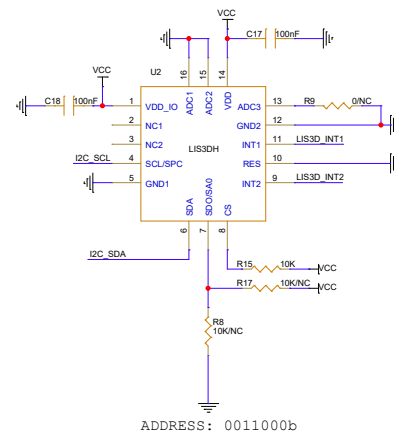 VCC
C17
100nF
U2
16
15
14
VCC
C18
100nF
ADC1
ADC2
VDD
1
VDD_IO
ADC3
13
R9
0/NC
2
NC1
GND2
12
3
NC2
LIS3DH
INT1
11
LIS3D_INT1
I2C_SCL
4
SCL/SPC
RES
10
5
GND1
INT2
9
LIS3D_INT2
SDA
SDO/SA0
CS
6
7
8
I2C_SDA
R15
10K
VCC
R17
10K/NC
VCC
R8
10K/NC
ADDRESS: 0011000b